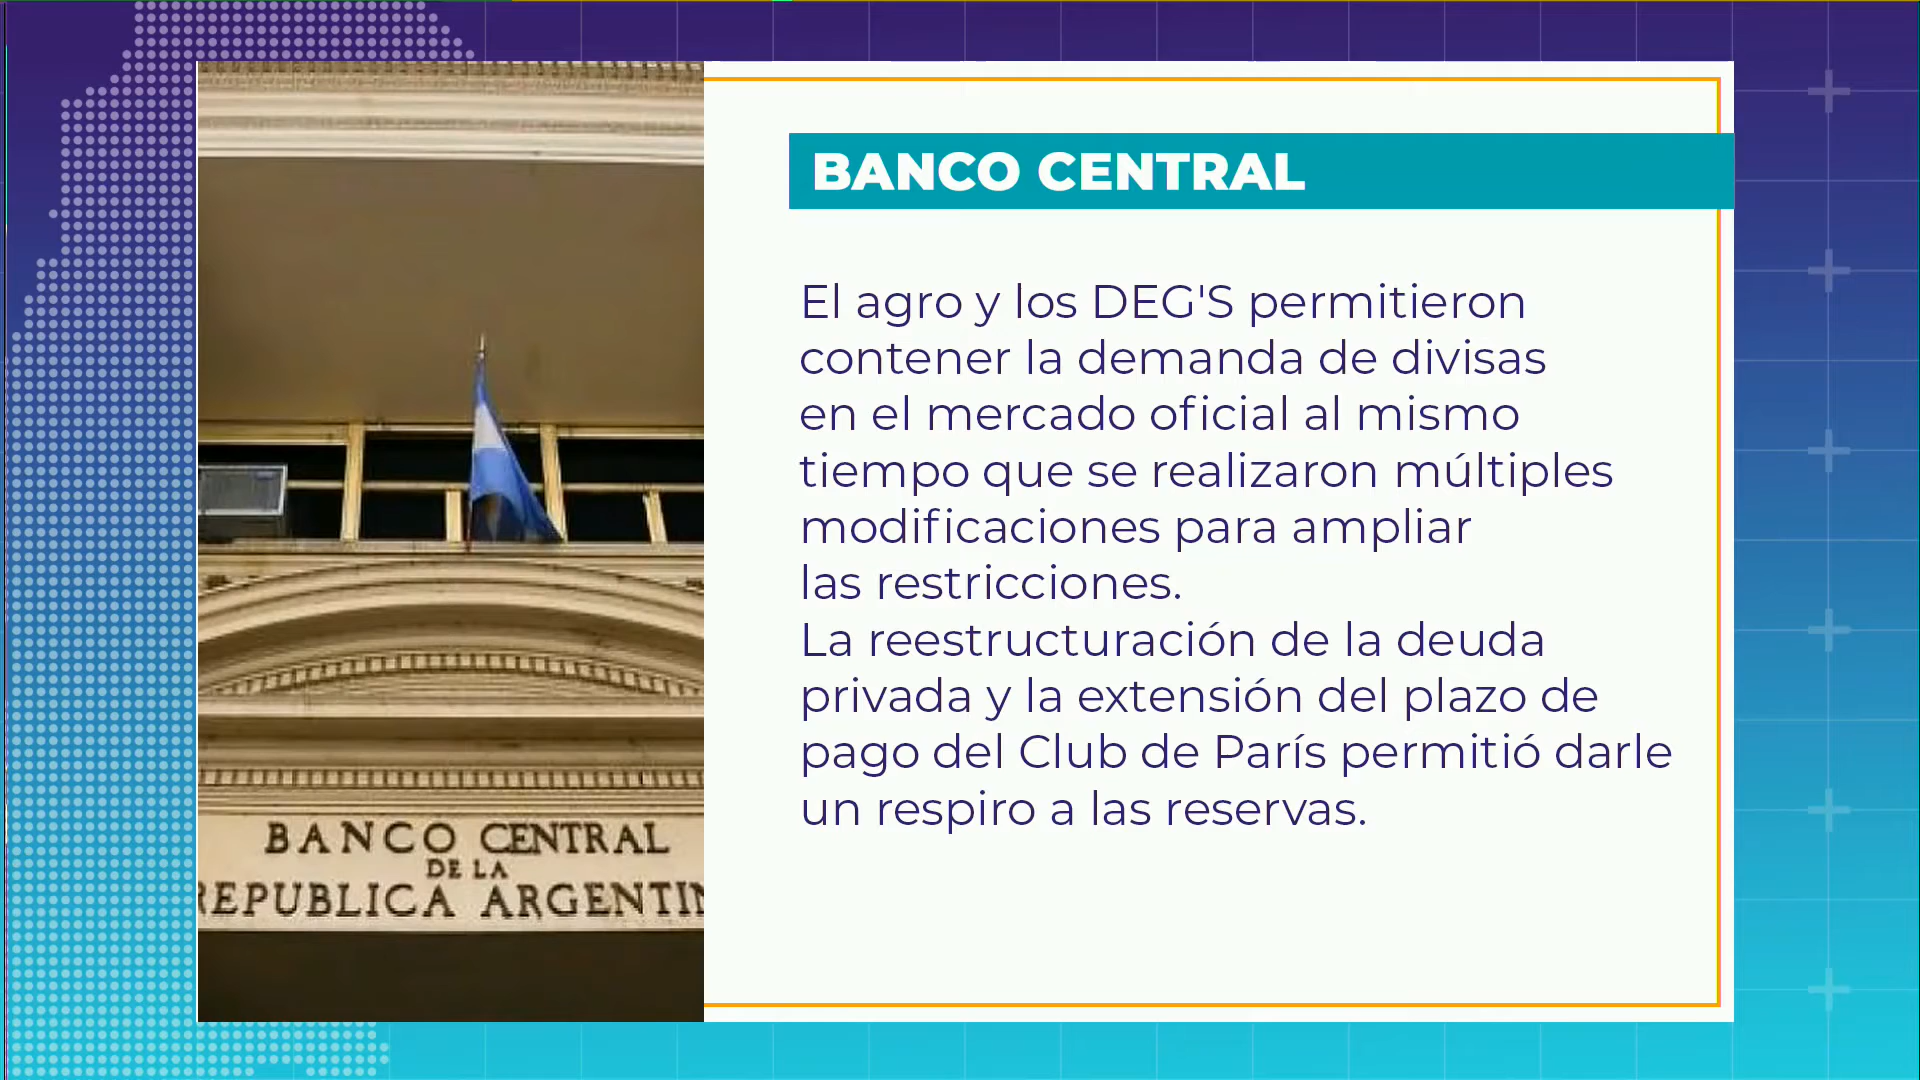 BANCO CENTRAL
El agro y los DEG'S permitieron
contener la demanda de divisas
en el mercado oficial al mismo
tiempo que se realizaron múltiples
modificaciones para ampliar
las restricciones.
La reestructuración de la deuda
privada y la extensión del plazo de
pago del Club de París permitió darle
un respiro a las reservas.
BANCO CENTRAL
DE LA
REPUBLICA ARGENTIN